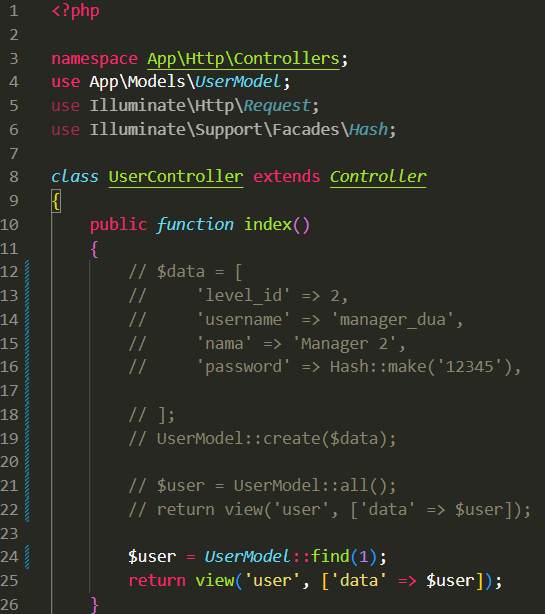 1 <?php
2
3 namespace App\Http\Controllers;
4 use App\Models\UserModel;
5 use Illuminate\Http\Request;
6 use Illuminate\Support\Facades\Hash;
7
8 class UserController extends Controller
9 {
10     public function index()
11     {
12         // $data = [
13         //     'level_id' => 2,
14         //     'username' => 'manager_dua',
15         //     'nama' => 'Manager 2',
16         //     'password' => Hash::make('12345'),
17
18         // ];
19         // UserModel::create($data);
20
21         // $user = UserModel::all();
22         // return view('user', ['data' => $user]);
23
24         $user = UserModel::find(1);
25         return view('user', ['data' => $user]);
26     }